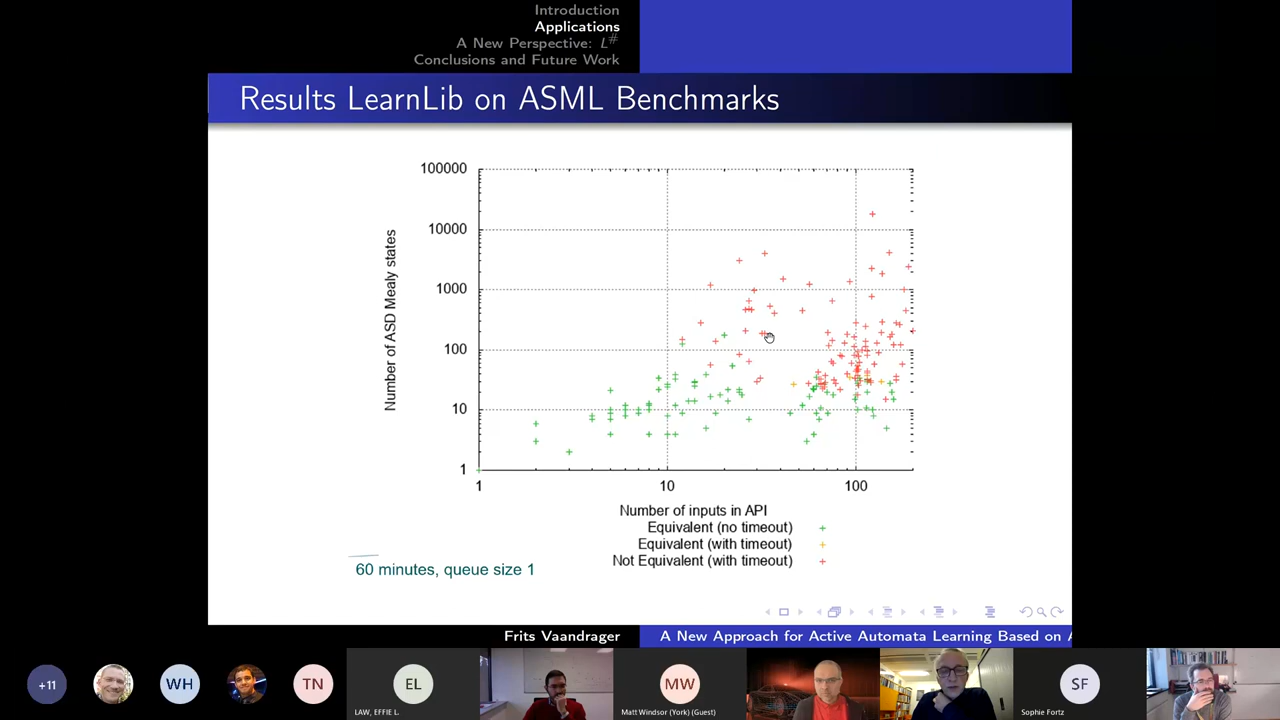 Introduction
Applications
A New Perspective: L#
Conclusions and Future Work
Results LearnLib on ASML Benchmarks
100000
10000
1000
100
10
1
Number of ASD Mealy states
1 10 100
Number of inputs in API
Equivalent (no timeout)
Equivalent (with timeout)
Not Equivalent (with timeout)
60 minutes, queue size 1
Frits Vaandrager
A New Approach for Active Automata Learning Based on A
+11
WH
TN
EL
LAW, EFFIE L.
MW
Matt Windsor (York) (Guest)
SF
Sophie Fortz